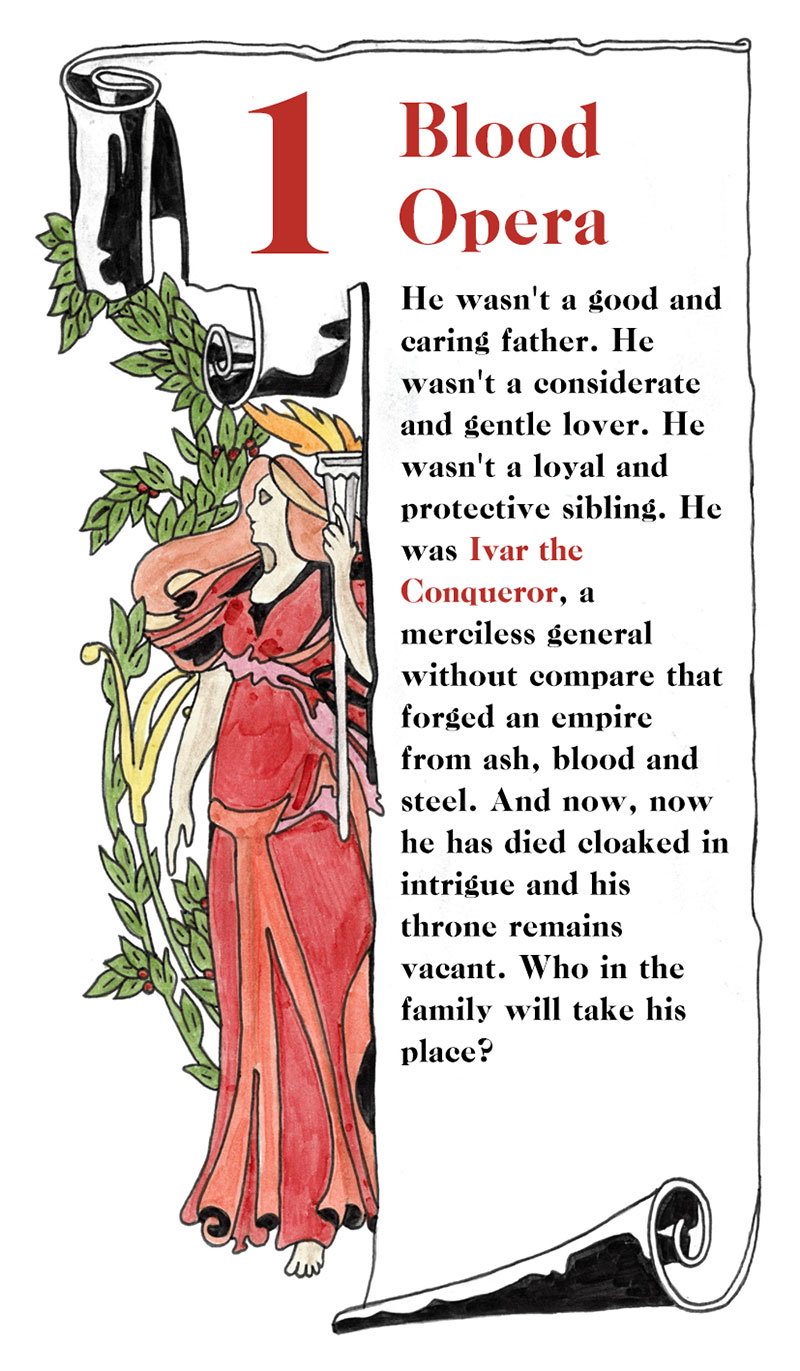 1
Blood
Opera
He wasn't a good and
caring father. He
wasn't a considerate
and gentle lover. He
wasn't a loyal and
protective sibling. He
was Ivar the
Conqueror, a
merciless general
without compare that
forged an empire
from ash, blood and
steel. And now, now
he has died cloaked in
intrigue and his
throne remains
vacant. Who in the
family will take his
place?